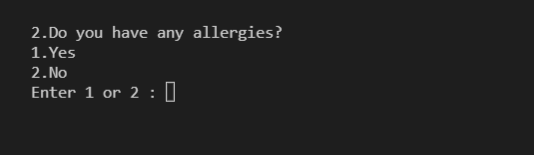 2.Do you have any allergies?
1.Yes
2.No
Enter 1 or 2 :